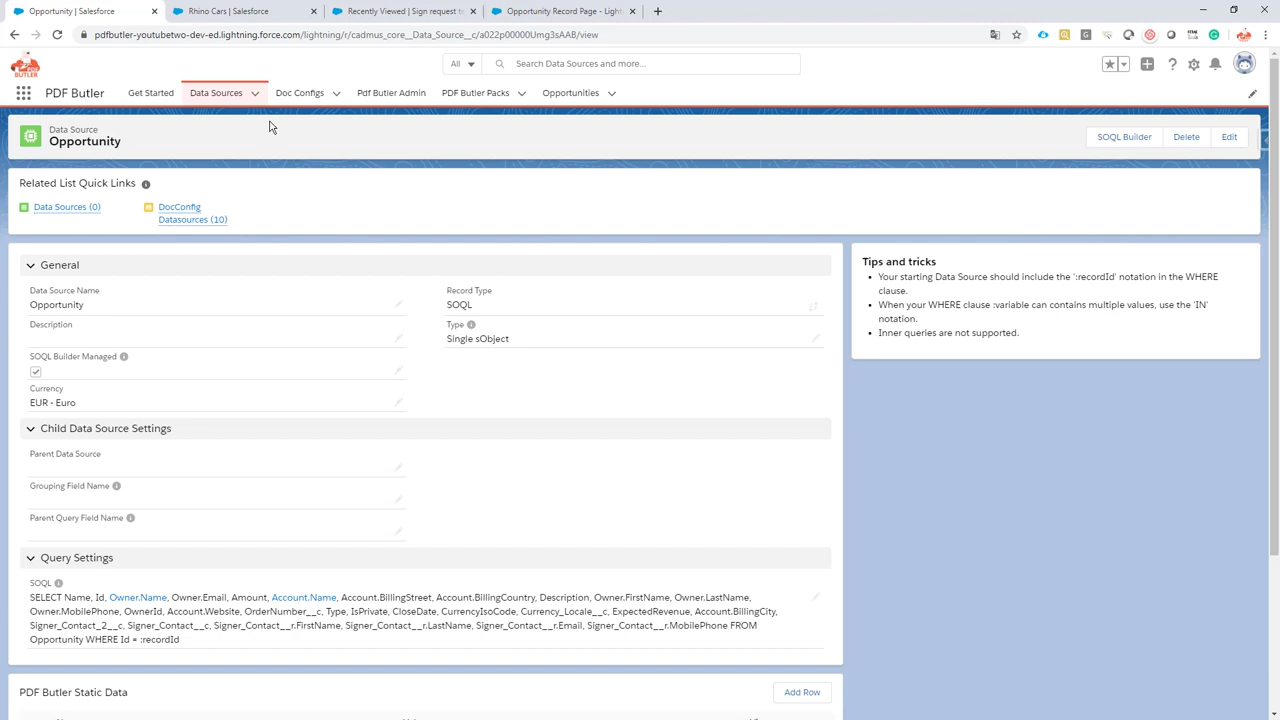 Opportunity | Salesforce
Rhino Cars | Salesforce
Recently Viewed | Sign request te
Opportunity Record Page - Light
pdfbutler-youtubetwo-dev-ed.lightning.force.com/lightning/r/cadmus_core__Data_Source__c/a022p00000Umg3sAAB/view
BUTLER
All
Search Data Sources and more...
PDF Butler
Get Started
Data Sources
Doc Configs
Pdf Butler Admin
PDF Butler Packs
Opportunities
Data Source
Opportunity
SOQL Builder
Delete
Edit
Related List Quick Links
Data Sources (0)
DocConfig
Datasources (10)
General
Data Source Name
Opportunity
Record Type
SOQL
Description
Type
Single sObject
SOQL Builder Managed
Currency
EUR - Euro
Child Data Source Settings
Parent Data Source
Grouping Field Name
Parent Query Field Name
Query Settings
SOQL
SELECT Name, Id, Owner.Name, Owner.Email, Amount, Account.Name, Account.BillingStreet, Account.BillingCountry, Description, Owner.FirstName, Owner.LastName,
Owner.MobilePhone, OwnerId, Account.Website, OrderNumber__c, Type, IsPrivate, CloseDate, CurrencyIsoCode, Currency_Locale__c, ExpectedRevenue, Account.BillingCity,
Signer_Contact_2__c, Signer_Contact__c, Signer_Contact__r.FirstName, Signer_Contact__r.LastName, Signer_Contact__r.Email, Signer_Contact__r.MobilePhone FROM
Opportunity WHERE Id = :recordId
Tips and tricks
Your starting Data Source should include the ':recordId' notation in the WHERE
clause.
When your WHERE clause :variable can contains multiple values, use the 'IN'
notation.
Inner queries are not supported.
PDF Butler Static Data
Add Row